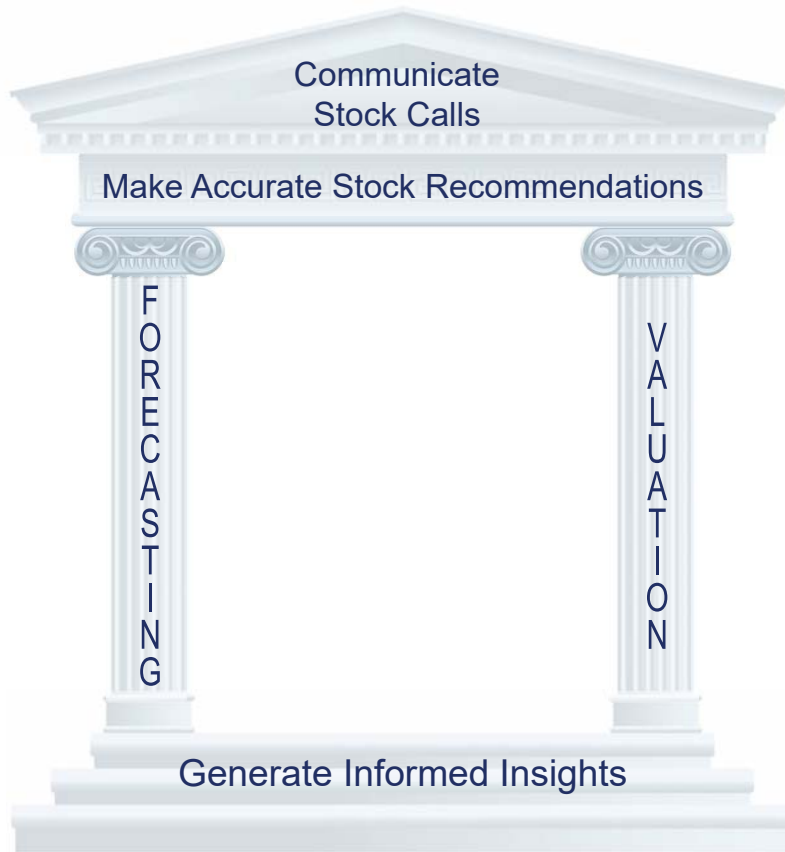 Communicate
Stock Calls
Make Accurate Stock Recommendations
FORECASTING
VALUATION
Generate Informed Insights